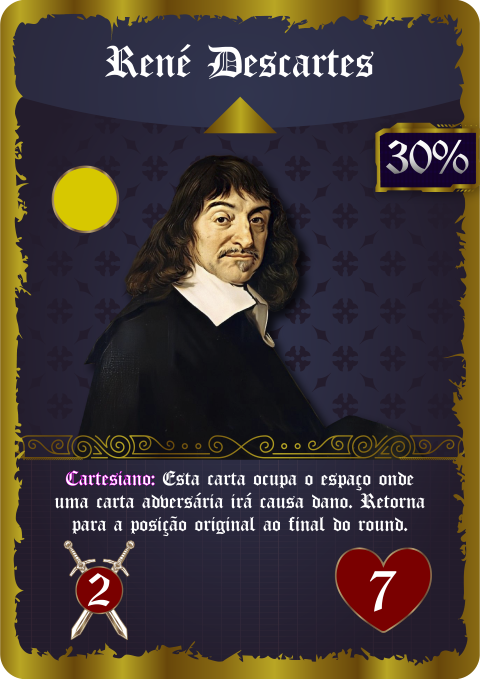 René Descartes
30%
Cartesiano: Esta carta ocupa o espaço onde
uma carta adversária irá causa dano. Retorna
para a posição original ao final do round.
2
7